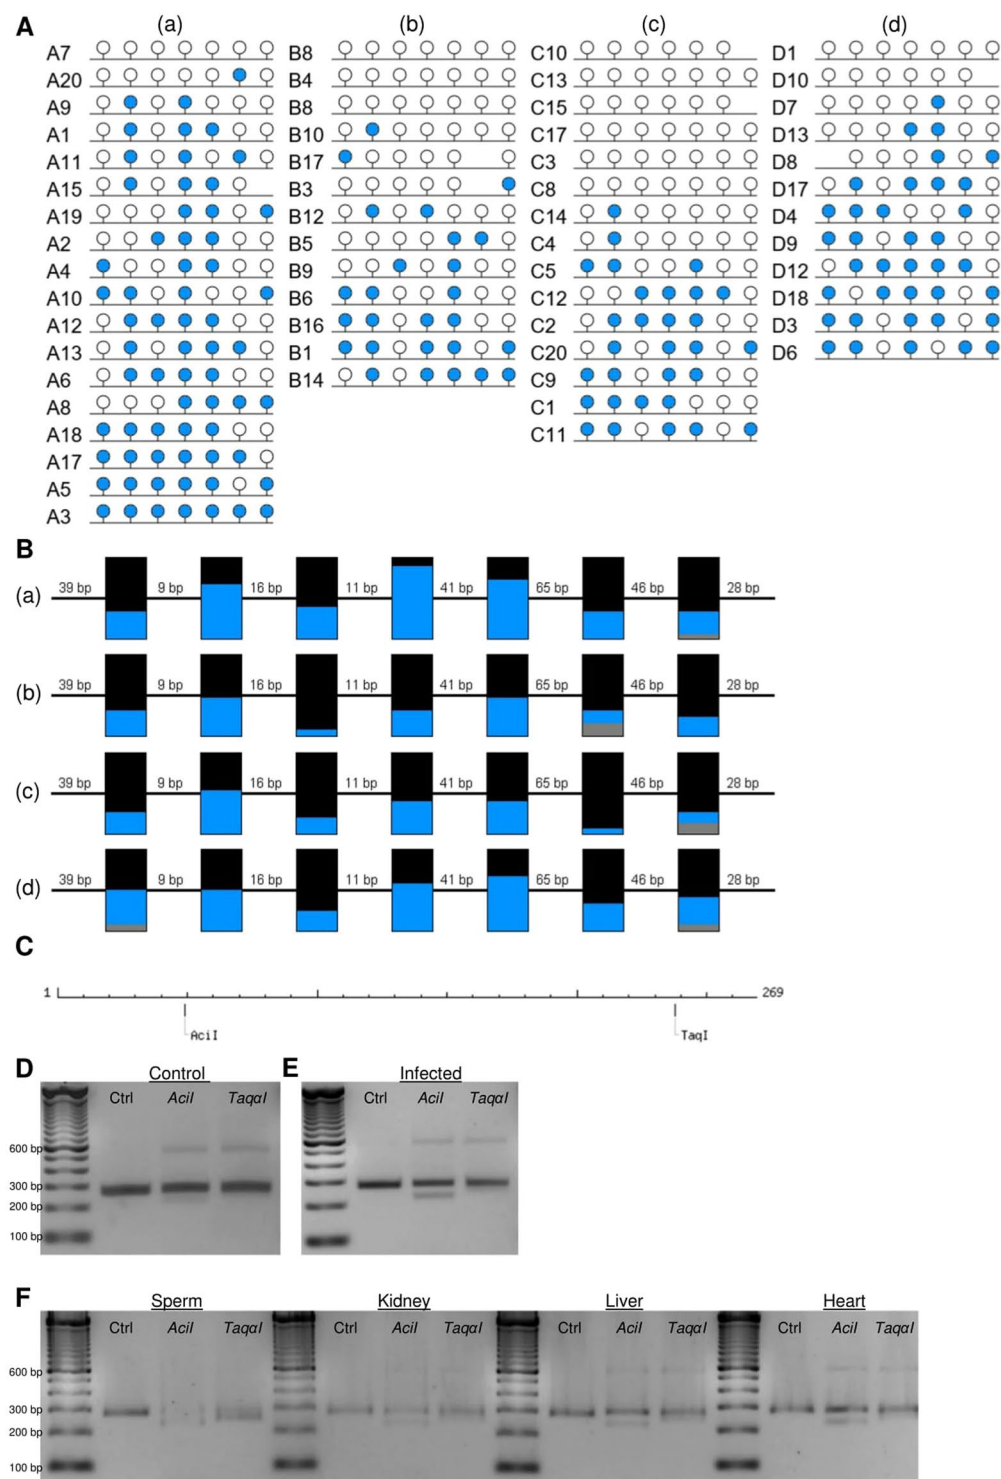 A (a) (b) (c) (d)
A7 B8 C10 D1
A20 B4 C13 D10
A9 B8 C15 D7
A1 B10 C17 D13
A11 B17 C3 D8
A15 B3 C8 D17
A19 B12 C14 D4
A2 B5 C4 D9
A4 B9 C5 D12
A10 B6 C12 D18
A12 B16 C2 D3
A13 B1 C20 D6
A6 B14 C9
A8 C1
A18 C11
A17
A5
A3
B
(a) 39 bp 9 bp 16 bp 11 bp 41 bp 65 bp 46 bp 28 bp
(b) 39 bp 9 bp 16 bp 11 bp 41 bp 65 bp 46 bp 28 bp
(c) 39 bp 9 bp 16 bp 11 bp 41 bp 65 bp 46 bp 28 bp
(d) 39 bp 9 bp 16 bp 11 bp 41 bp 65 bp 46 bp 28 bp
C
1 269
AciI TaqI
D Control E Infected
Ctrl AciI TaqαI Ctrl AciI TaqαI
600 bp
300 bp
200 bp
100 bp
F Sperm Kidney Liver Heart
Ctrl AciI TaqαI Ctrl AciI TaqαI Ctrl AciI TaqαI Ctrl AciI TaqαI
600 bp
300 bp
200 bp
100 bp